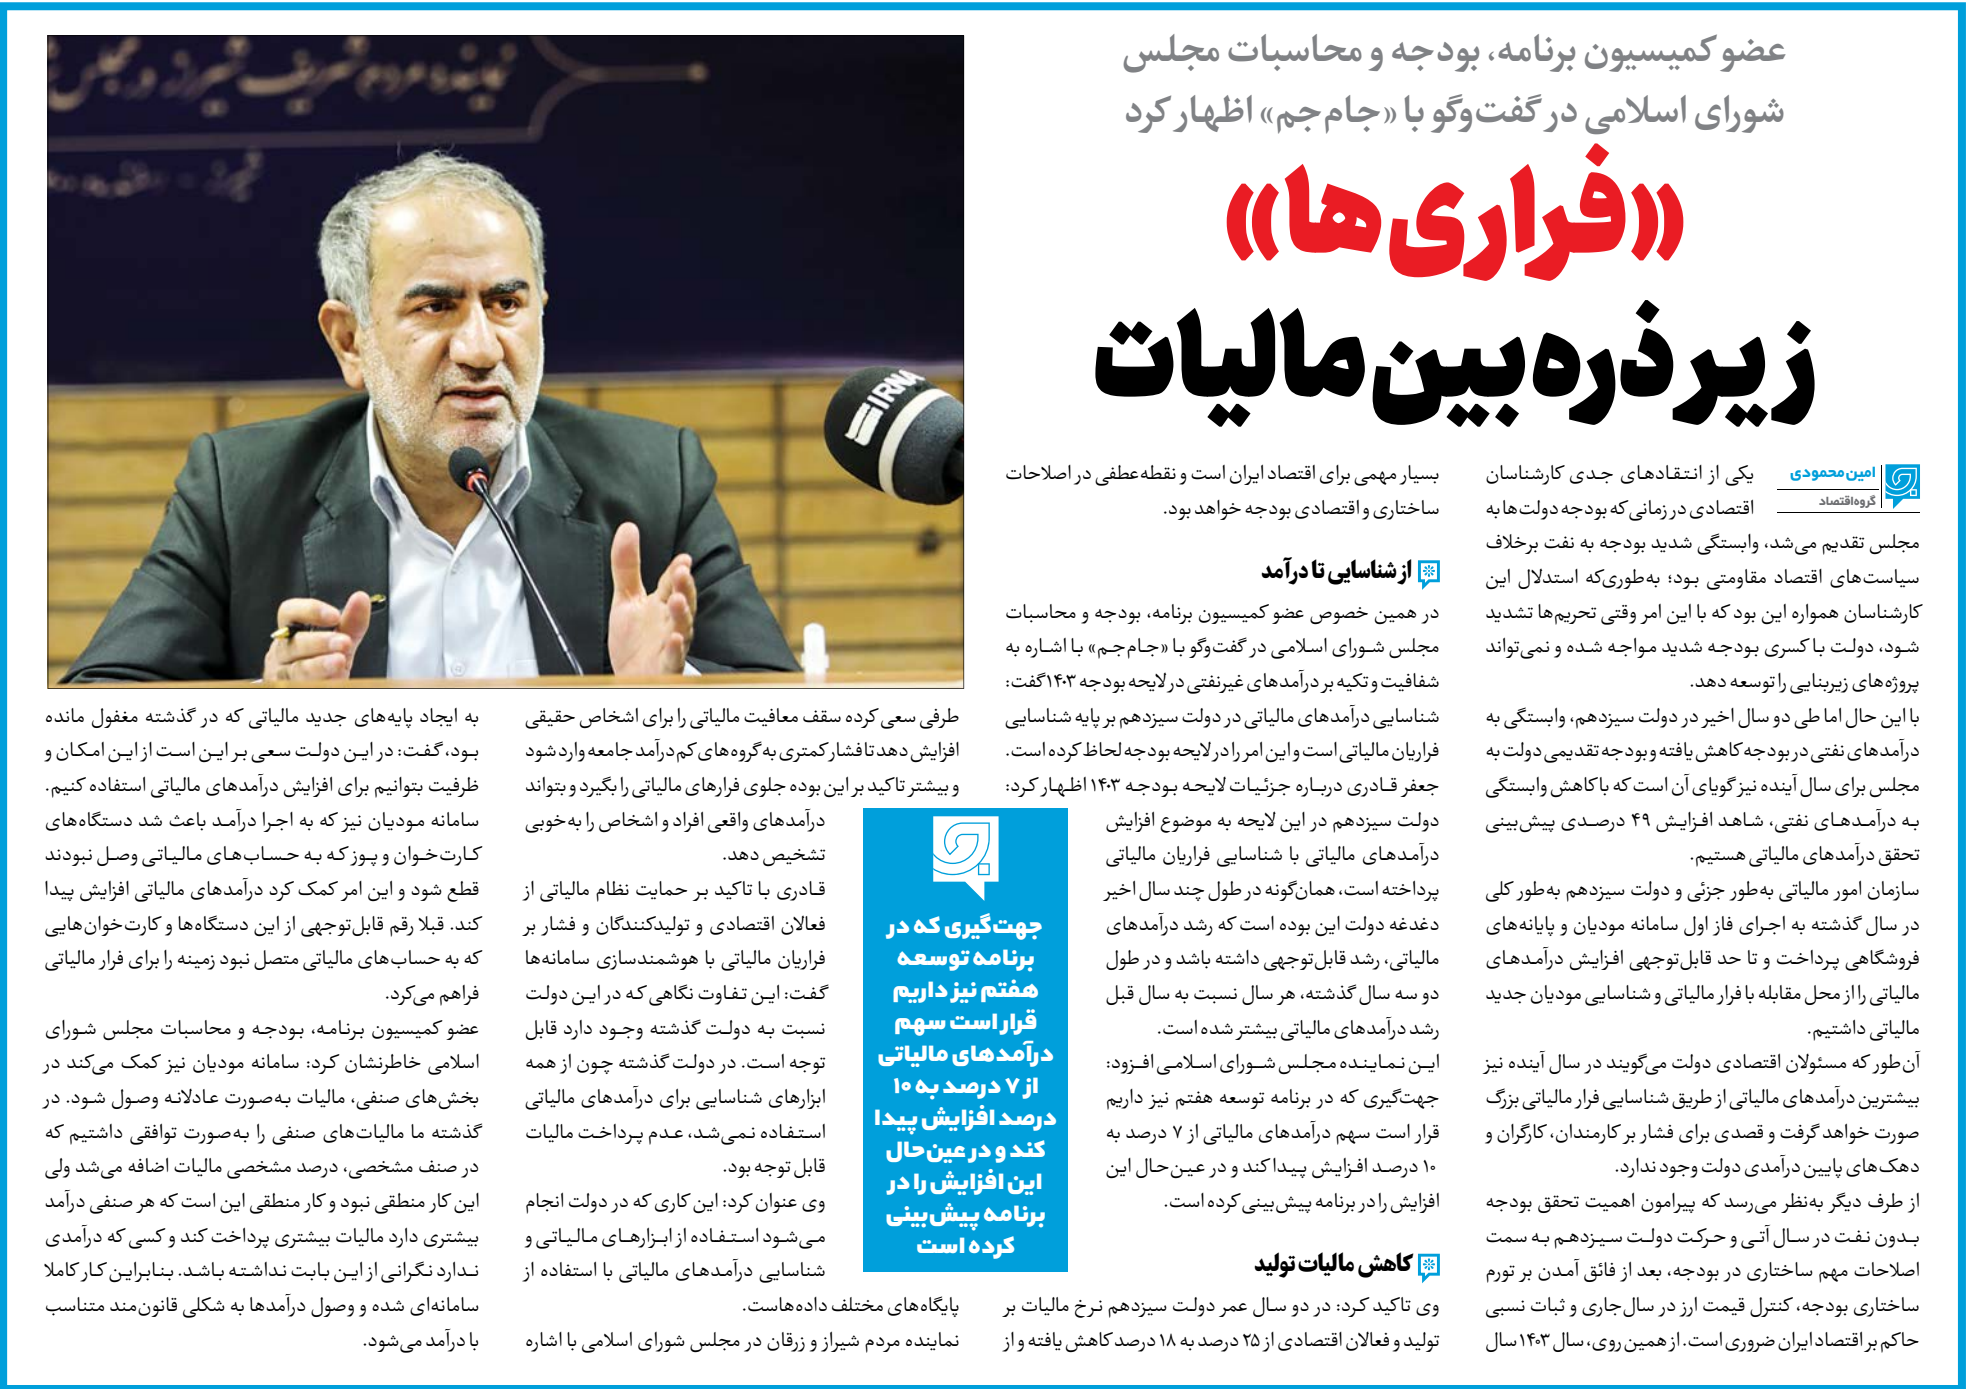 عضو کمیسیون برنامه، بودجه و محاسبات مجلس
شورای اسلامی در گفت‌وگو با «جام‌جم» اظهار کرد
«فراری‌ها»
زیر ذره‌بین مالیات
امین محمودی
گروه اقتصاد
یکی از انتقادهای جدی کارشناسان
اقتصادی در زمانی که بودجه دولت‌ها به
مجلس تقدیم می‌شد، وابستگی شدید بودجه به نفت برخلاف
سیاست‌های اقتصاد مقاومتی بود؛ به‌طوری‌که استدلال این
کارشناسان همواره این بود که با این امر وقتی تحریم‌ها تشدید
شود، دولت با کسری بودجه شدید مواجه شده و نمی‌تواند
پروژه‌های زیربنایی را توسعه دهد.
با این حال اما طی دو سال اخیر در دولت سیزدهم، وابستگی به
درآمدهای نفتی در بودجه کاهش یافته و بودجه تقدیمی دولت به
مجلس برای سال آینده نیز گویای آن است که با کاهش وابستگی
به درآمدهای نفتی، شاهد افزایش ۴۹ درصدی پیش‌بینی
تحقق درآمدهای مالیاتی هستیم.
سازمان امور مالیاتی به‌طور جزئی و دولت سیزدهم به‌طور کلی
در سال گذشته به اجرای فاز اول سامانه مودیان و پایانه‌های
فروشگاهی پرداخت و تا حد قابل‌توجهی افزایش درآمدهای
مالیاتی را از محل مقابله با فرار مالیاتی و شناسایی مودیان جدید
مالیاتی داشتیم.
آن‌طور که مسئولان اقتصادی دولت می‌گویند در سال آینده نیز
بیشترین درآمدهای مالیاتی از طریق شناسایی فرار مالیاتی بزرگ
صورت خواهد گرفت و قصدی برای فشار بر کارمندان، کارگران و
دهک‌های پایین درآمدی دولت وجود ندارد.
از طرف دیگر به‌نظر می‌رسد که پیرامون اهمیت تحقق بودجه
بدون نفت در سال آتی و حرکت دولت سیزدهم به سمت
اصلاحات مهم ساختاری در بودجه، بعد از فائق آمدن بر تورم
ساختاری بودجه، کنترل قیمت ارز در سال جاری و ثبات نسبی
حاکم بر اقتصاد ایران ضروری است. از همین روی، سال ۱۴۰۳ سال
بسیار مهمی برای اقتصاد ایران است و نقطه‌عطفی در اصلاحات
ساختاری و اقتصادی بودجه خواهد بود.
از شناسایی تا درآمد
در همین خصوص عضو کمیسیون برنامه، بودجه و محاسبات
مجلس شورای اسلامی در گفت‌وگو با «جام‌جم» با اشاره به
شفافیت و تکیه بر درآمدهای غیرنفتی در لایحه بودجه ۱۴۰۳گفت:
شناسایی درآمدهای مالیاتی در دولت سیزدهم بر پایه شناسایی
فراریان مالیاتی است و این امر را در لایحه بودجه لحاظ کرده است.
جعفر قادری درباره جزئیات لایحه بودجه ۱۴۰۳ اظهار کرد:
دولت سیزدهم در این لایحه به موضوع افزایش
درآمدهای مالیاتی با شناسایی فراریان مالیاتی
پرداخته است، همان‌گونه در طول چند سال اخیر
دغدغه دولت این بوده است که رشد درآمدهای
مالیاتی، رشد قابل‌توجهی داشته باشد و در طول
دو سه سال گذشته، هر سال نسبت به سال قبل
رشد درآمدهای مالیاتی بیشتر شده است.
این نماینده مجلس شورای اسلامی افزود:
جهت‌گیری که در برنامه توسعه هفتم نیز داریم
قرار است سهم درآمدهای مالیاتی از ۷ درصد به
۱۰ درصد افزایش پیدا کند و در عین‌حال این
افزایش را در برنامه پیش‌بینی کرده است.
کاهش مالیات تولید
وی تاکید کرد: در دو سال عمر دولت سیزدهم نرخ مالیات بر
تولید و فعالان اقتصادی از ۲۵ درصد به ۱۸ درصد کاهش یافته و از
طرفی سعی کرده سقف معافیت مالیاتی را برای اشخاص حقیقی
افزایش دهد تا فشار کمتری به گروه‌های کم‌درآمد جامعه وارد شود
و بیشتر تاکید بر این بوده جلوی فرارهای مالیاتی را بگیرد و بتواند
درآمدهای واقعی افراد و اشخاص را به‌خوبی
تشخیص دهد.
قادری با تاکید بر حمایت نظام مالیاتی از
فعالان اقتصادی و تولیدکنندگان و فشار بر
فراریان مالیاتی با هوشمندسازی سامانه‌ها
گفت: این تفاوت نگاهی که در این دولت
نسبت به دولت گذشته وجود دارد قابل
توجه است. در دولت گذشته چون از همه
ابزارهای شناسایی برای درآمدهای مالیاتی
استفاده نمی‌شد، عدم پرداخت مالیات
قابل توجه بود.
وی عنوان کرد: این کاری که در دولت انجام
می‌شود استفاده از ابزارهای مالیاتی و
شناسایی درآمدهای مالیاتی با استفاده از
پایگاه‌های مختلف داده‌هاست.
نماینده مردم شیراز و زرقان در مجلس شورای اسلامی با اشاره
جهت‌گیری که در
برنامه توسعه
هفتم نیز داریم
قرار است سهم
درآمدهای مالیاتی
از ۷ درصد به ۱۰
درصد افزایش پیدا
کند و در عین‌حال
این افزایش را در
برنامه پیش‌بینی
کرده است
به ایجاد پایه‌های جدید مالیاتی که در گذشته مغفول مانده
بود، گفت: در این دولت سعی بر این است از این امکان و
ظرفیت بتوانیم برای افزایش درآمدهای مالیاتی استفاده کنیم.
سامانه مودیان نیز که به اجرا درآمد باعث شد دستگاه‌های
کارت‌خوان و پوز که به حساب‌های مالیاتی وصل نبودند
قطع شود و این امر کمک کرد درآمدهای مالیاتی افزایش پیدا
کند. قبلا رقم قابل‌توجهی از این دستگاه‌ها و کارت‌خوان‌هایی
که به حساب‌های مالیاتی متصل نبود زمینه را برای فرار مالیاتی
فراهم می‌کرد.
عضو کمیسیون برنامه، بودجه و محاسبات مجلس شورای
اسلامی خاطرنشان کرد: سامانه مودیان نیز کمک می‌کند در
بخش‌های صنفی، مالیات به‌صورت عادلانه وصول شود. در
گذشته ما مالیات‌های صنفی را به‌صورت توافقی داشتیم که
در صنف مشخصی، درصد مشخصی مالیات اضافه می‌شد ولی
این کار منطقی نبود و کار منطقی این است که هر صنفی درآمد
بیشتری دارد مالیات بیشتری پرداخت کند و کسی که درآمدی
ندارد نگرانی از این بابت نداشته باشد. بنابراین کار کاملا
سامانه‌ای شده و وصول درآمدها به شکلی قانون‌مند متناسب
با درآمد می‌شود.
نماینده مردم شریف شیراز در مجلس
IRNA